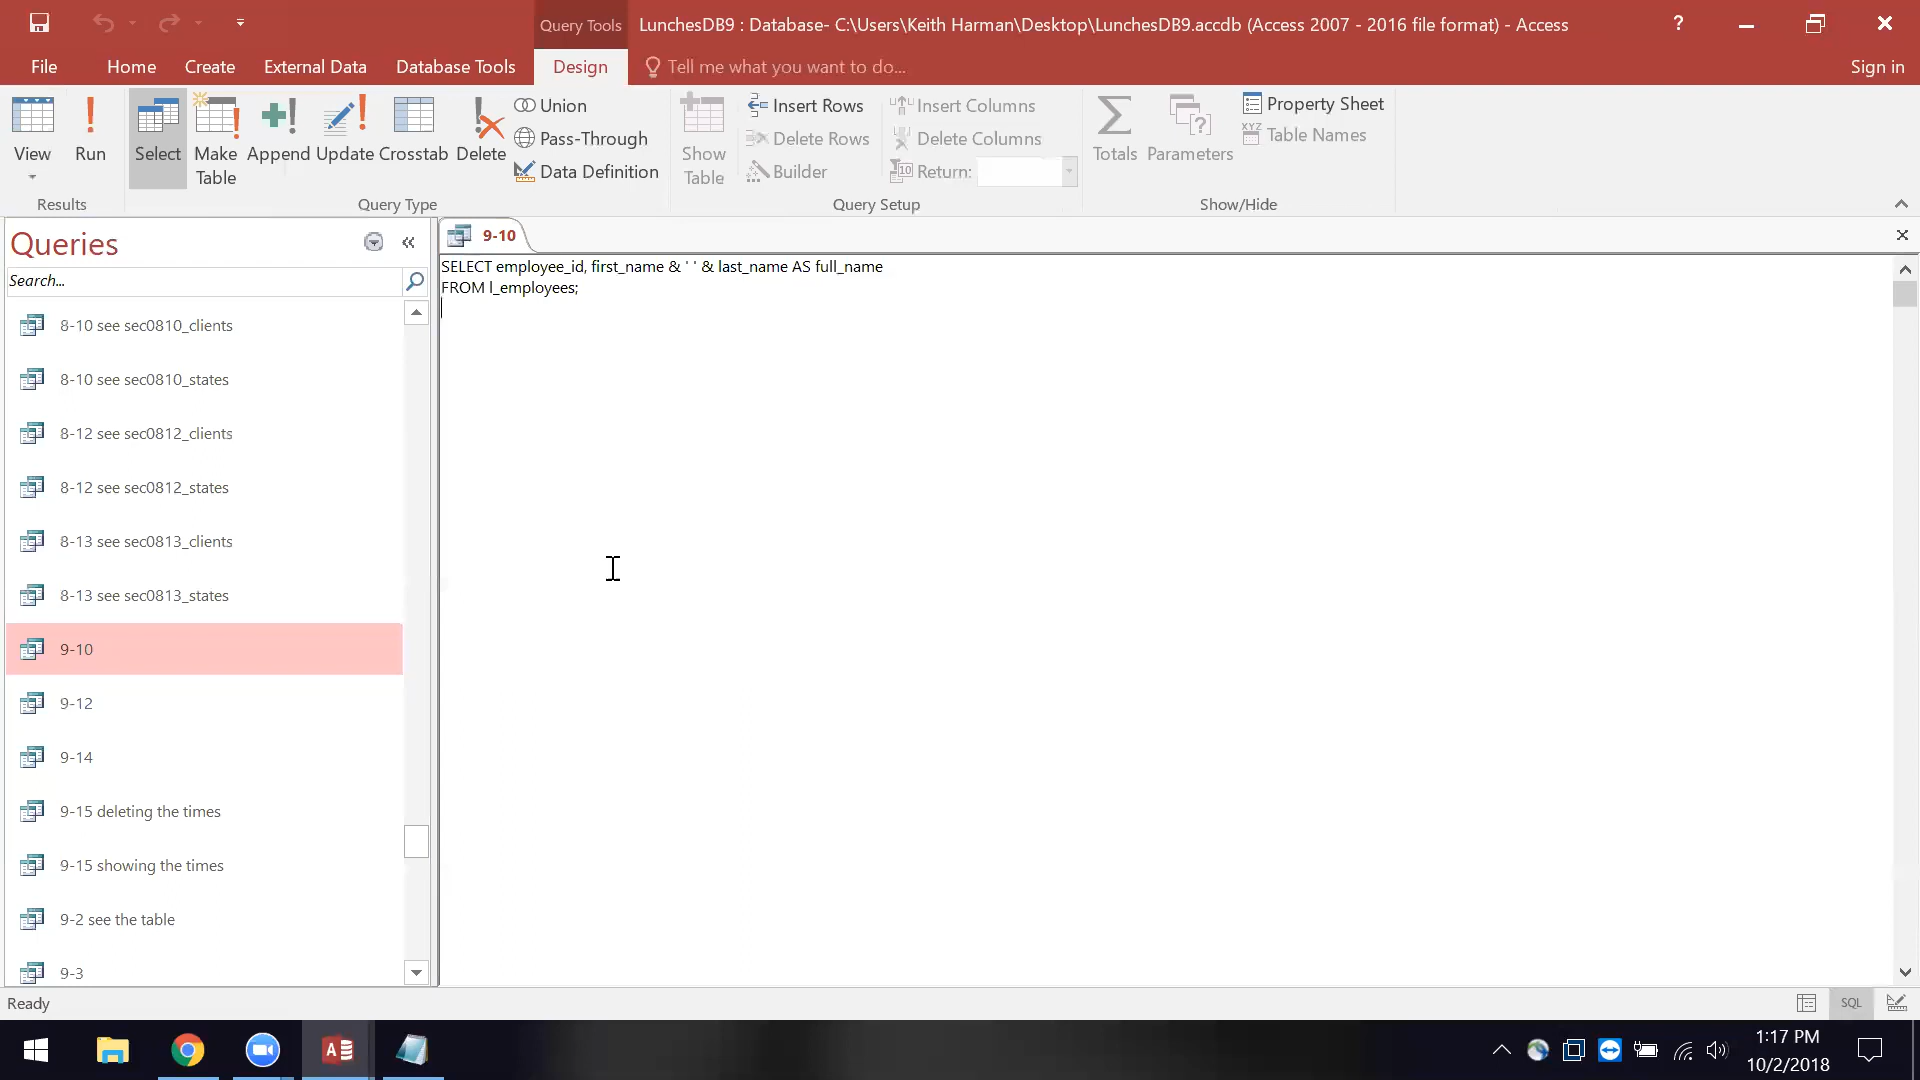 Query Tools
LunchesDB9 : Database- C:\Users\Keith Harman\Desktop\LunchesDB9.accdb (Access 2007 - 2016 file format) - Access
?
File
Home
Create
External Data
Database Tools
Design
Tell me what you want to do...
Sign in
View
Run
Select
Make
Table
Append
Update
Crosstab
Delete
Union
Pass-Through
Data Definition
Show
Table
Insert Rows
Delete Rows
Builder
Insert Columns
Delete Columns
Return:
Totals
Parameters
Property Sheet
Table Names
Results
Query Type
Query Setup
Show/Hide
Queries
Search...
8-10 see sec0810_clients
8-10 see sec0810_states
8-12 see sec0812_clients
8-12 see sec0812_states
8-13 see sec0813_clients
8-13 see sec0813_states
9-10
9-12
9-14
9-15 deleting the times
9-15 showing the times
9-2 see the table
9-3
9-10
SELECT employee_id, first_name & ' ' & last_name AS full_name
FROM l_employees;
Ready
SQL
1:17 PM
10/2/2018